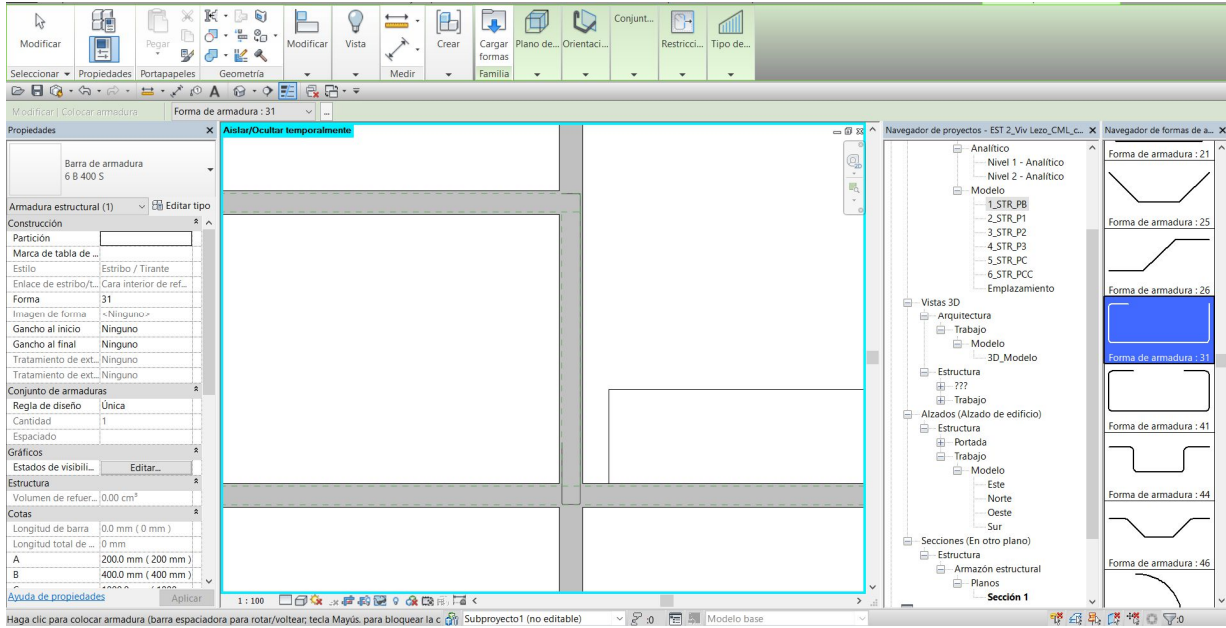 Modificar
Pegar
Modificar
Vista
Crear
Cargar formas
Plano de...
Orientaci...
Conjunt...
Restricci...
Tipo de...
Seleccionar
Propiedades
Portapapeles
Geometría
Medir
Familia
Modificar | Colocar armadura
Forma de armadura : 31
...
Propiedades
Barra de armadura
6 B 400 S
Armadura estructural (1)
Editar tipo
Construcción
Partición
Marca de tabla de ...
Estilo Estribo / Tirante
Enlace de estribo/t... Cara interior de ref...
Forma 31
Imagen de forma <Ninguno>
Gancho al inicio Ninguno
Gancho al final Ninguno
Tratamiento de ext... Ninguno
Tratamiento de ext... Ninguno
Conjunto de armaduras
Regla de diseño Única
Cantidad 1
Espaciado
Gráficos
Estados de visibili... Editar...
Estructura
Volumen de refuer... 0.00 cm³
Cotas
Longitud de barra 0.0 mm ( 0 mm )
Longitud total de ... 0 mm
A 200.0 mm ( 200 mm )
B 400.0 mm ( 400 mm )
Ayuda de propiedades
Aplicar
Aislar/Ocultar temporalmente
1 : 100
Navegador de proyectos - EST 2_Viv Lezo_CML_c...
Analítico
Nivel 1 - Analítico
Nivel 2 - Analítico
Modelo
1_STR_PB
2_STR_P1
3_STR_P2
4_STR_P3
5_STR_PC
6_STR_PCC
Emplazamiento
Vistas 3D
Arquitectura
Trabajo
Modelo
3D_Modelo
Estructura
???
Trabajo
Alzados (Alzado de edificio)
Estructura
Portada
Trabajo
Modelo
Este
Norte
Oeste
Sur
Secciones (En otro plano)
Estructura
Armazón estructural
Planos
Sección 1
Navegador de formas de a...
Forma de armadura : 21
Forma de armadura : 25
Forma de armadura : 26
Forma de armadura : 31
Forma de armadura : 41
Forma de armadura : 44
Forma de armadura : 46
Haga clic para colocar armadura (barra espaciadora para rotar/voltear; tecla Mayús. para bloquear la c
Subproyecto1 (no editable)
:0
Modelo base
:0